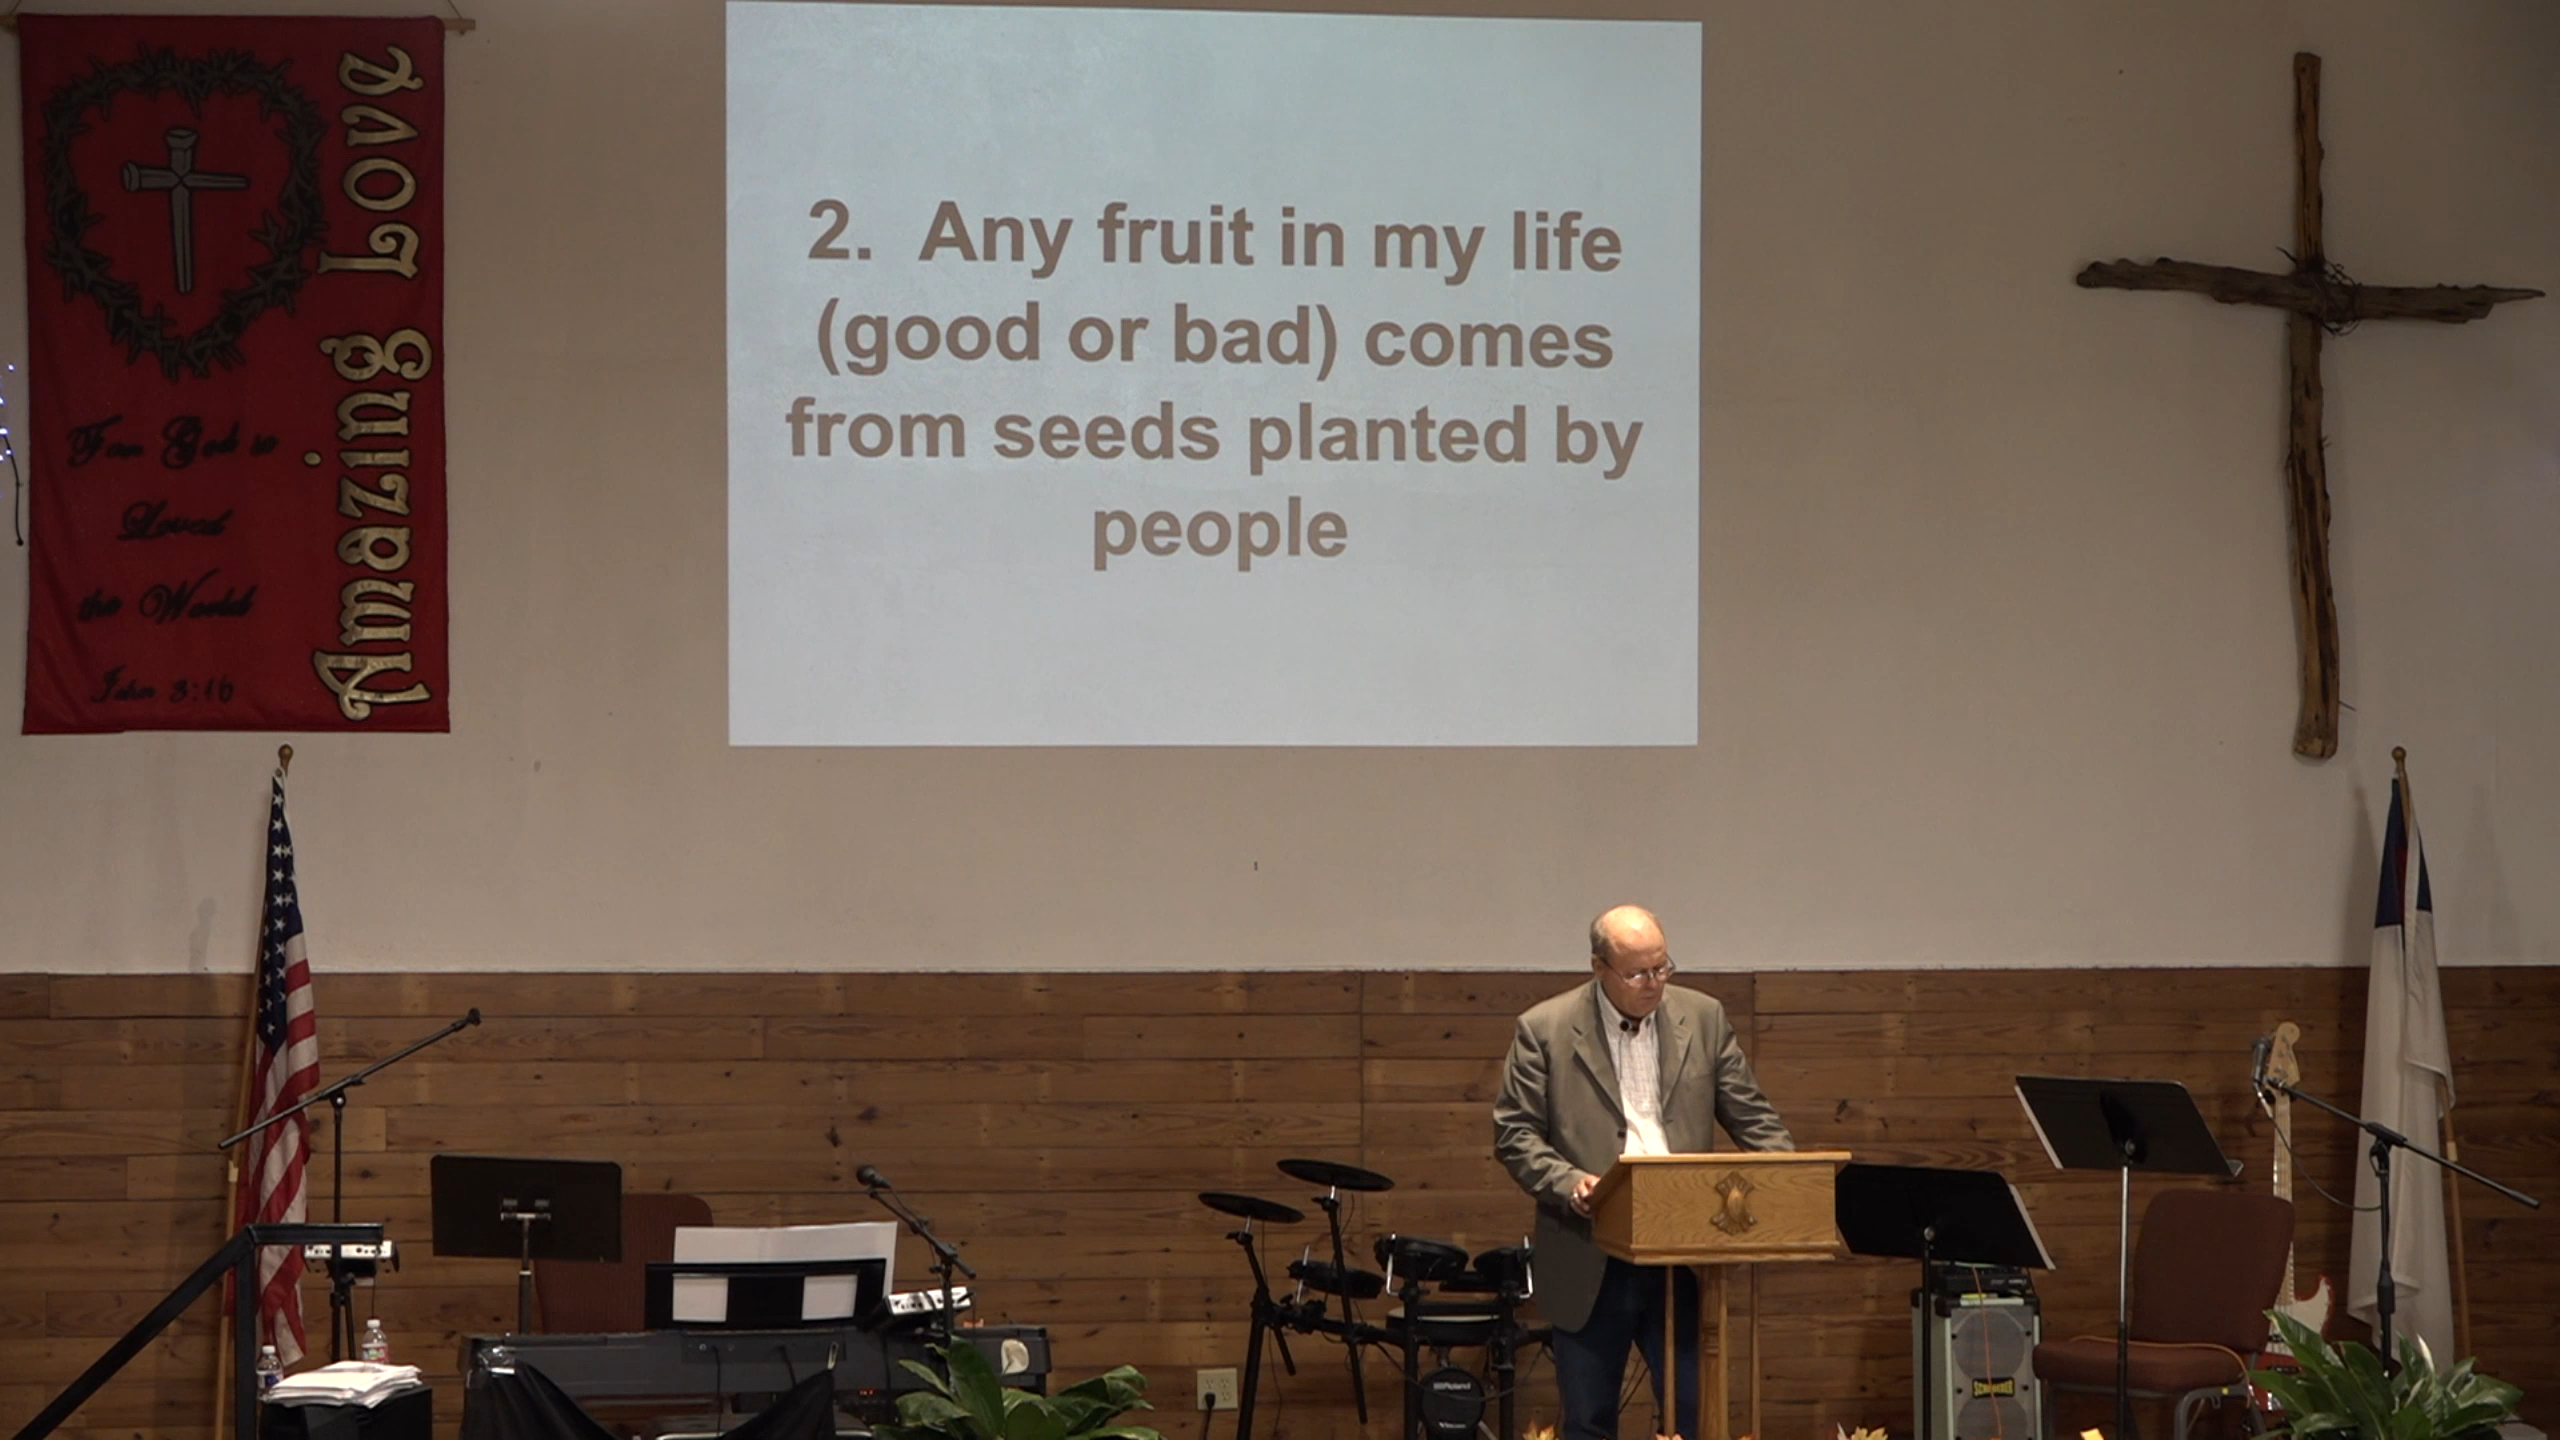 Amazing Love
For God so
Loved
the World
John 3:16
2. Any fruit in my life
(good or bad) comes
from seeds planted by
people
Roland